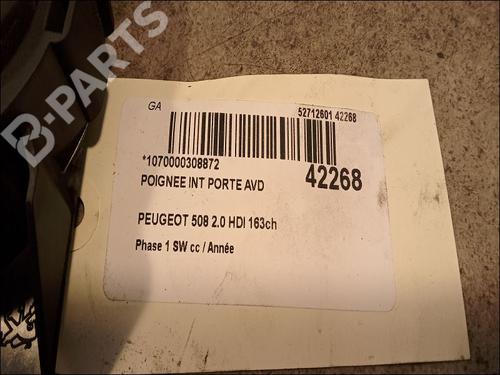 B-PARTS
GA
52712601 42268
*1070000308872
42268
POIGNEE INT PORTE AVD
PEUGEOT 508 2.0 HDI 163ch
Phase 1 SW cc / Année